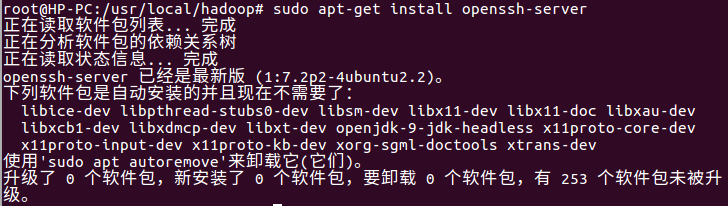 root@HP-PC:/usr/local/hadoop# sudo apt-get install openssh-server
正在读取软件包列表... 完成
正在分析软件包的依赖关系树
正在读取状态信息... 完成
openssh-server 已经是最新版 (1:7.2p2-4ubuntu2.2)。
下列软件包是自动安装的并且现在不需要了：
  libice-dev libpthread-stubs0-dev libsm-dev libx11-dev libx11-doc libxau-dev
  libxcb1-dev libxdmcp-dev libxt-dev openjdk-9-jdk-headless x11proto-core-dev
  x11proto-input-dev x11proto-kb-dev xorg-sgml-doctools xtrans-dev
使用'sudo apt autoremove'来卸载它(它们)。
升级了 0 个软件包，新安装了 0 个软件包，要卸载 0 个软件包，有 253 个软件包未被升
级。